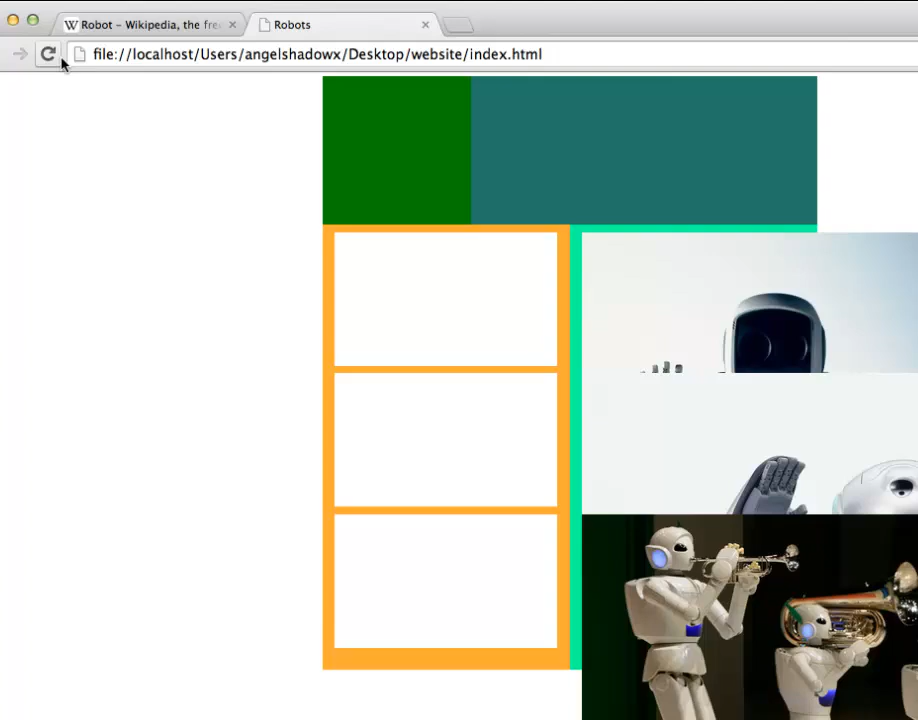 W Robot – Wikipedia, the fre
Robots
file://localhost/Users/angelshadowx/Desktop/website/index.html